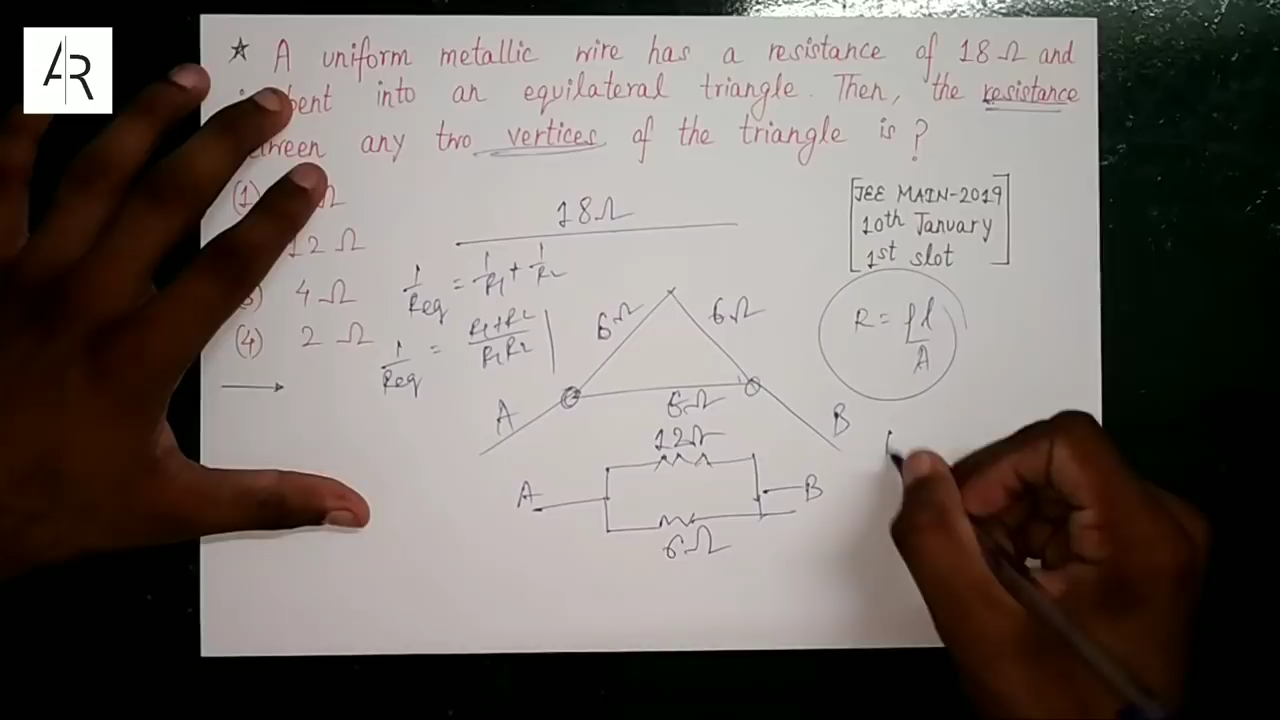 AR
☆ A uniform metallic wire has a resistance of 18 Ω and
bent into an equilateral triangle. Then, the resistance
any two vertices of the triangle is ?
(1) Ω
12 Ω
4 Ω
(4) 2 Ω
[JEE MAIN-2019
10th January
1st slot]
18Ω
1/Req = 1/R1 + 1/R2
1/Req = R1+R2/R1R2
6Ω 6Ω
R = ρl/A
A 6Ω B
12Ω
A B
6Ω